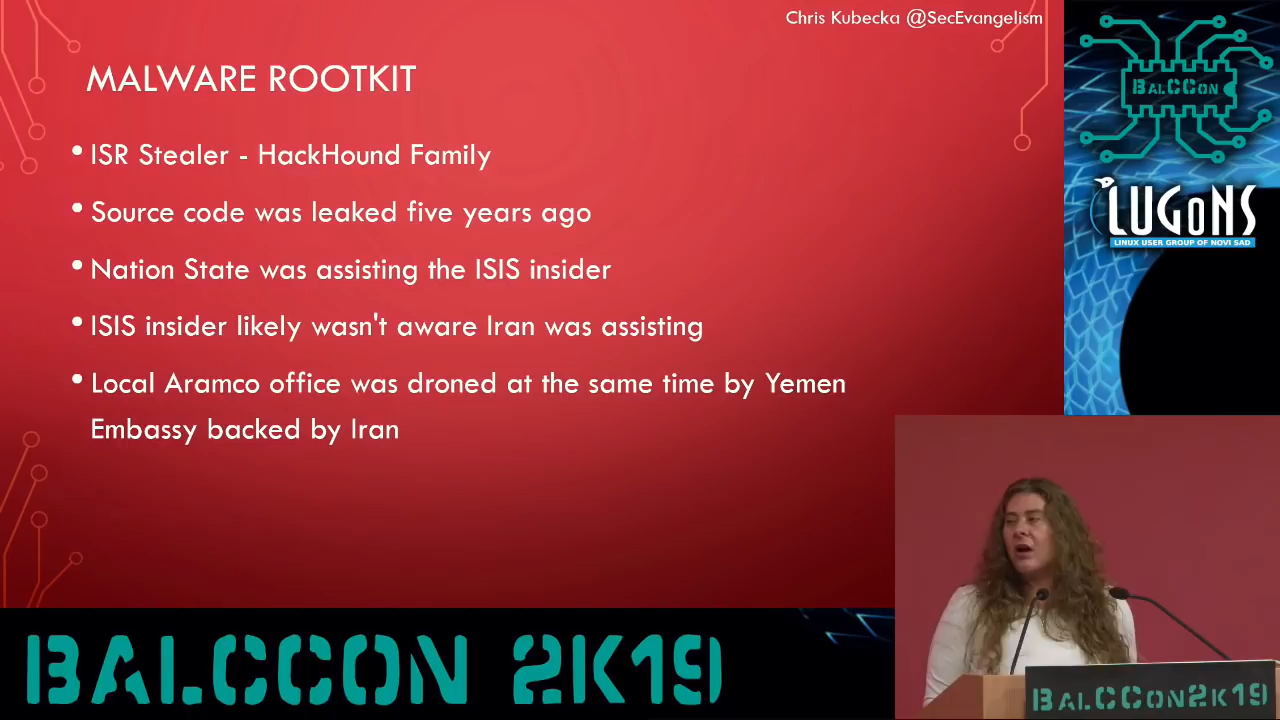 Chris Kubecka @SecEvangelism
MALWARE ROOTKIT
• ISR Stealer - HackHound Family
• Source code was leaked five years ago
• Nation State was assisting the ISIS insider
• ISIS insider likely wasn't aware Iran was assisting
• Local Aramco office was droned at the same time by Yemen
Embassy backed by Iran
BALCCON
LUGONS
LINUX USER GROUP OF NOVI SAD
BALCCON 2K19
BALCCON2K19